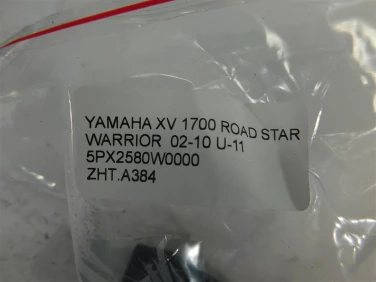 YAMAHA XV 1700 ROAD STAR
WARRIOR 02-10 U-11
5PX2580W0000
ZHT.A384